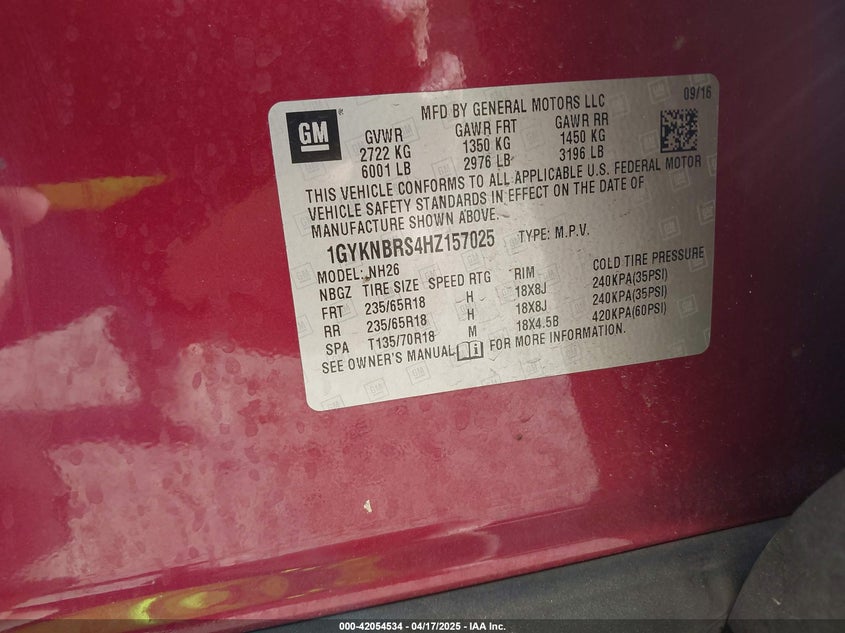 GM ®
MFD BY GENERAL MOTORS LLC 09/16
GVWR GAWR FRT GAWR RR
2722 KG 1350 KG 1450 KG
6001 LB 2976 LB 3196 LB
THIS VEHICLE CONFORMS TO ALL APPLICABLE U.S. FEDERAL MOTOR
VEHICLE SAFETY STANDARDS IN EFFECT ON THE DATE OF
MANUFACTURE SHOWN ABOVE.
1GYKNBRS4HZ157025 TYPE: M.P.V.
MODEL: NH26
NBGZ TIRE SIZE SPEED RTG RIM COLD TIRE PRESSURE
FRT 235/65R18 H 18X8J 240KPA(35PSI)
RR 235/65R18 H 18X8J 240KPA(35PSI)
SPA T135/70R18 M 18X4.5B 420KPA(60PSI)
SEE OWNER'S MANUAL FOR MORE INFORMATION.
000-42054534 - 04/17/2025 - IAA Inc.